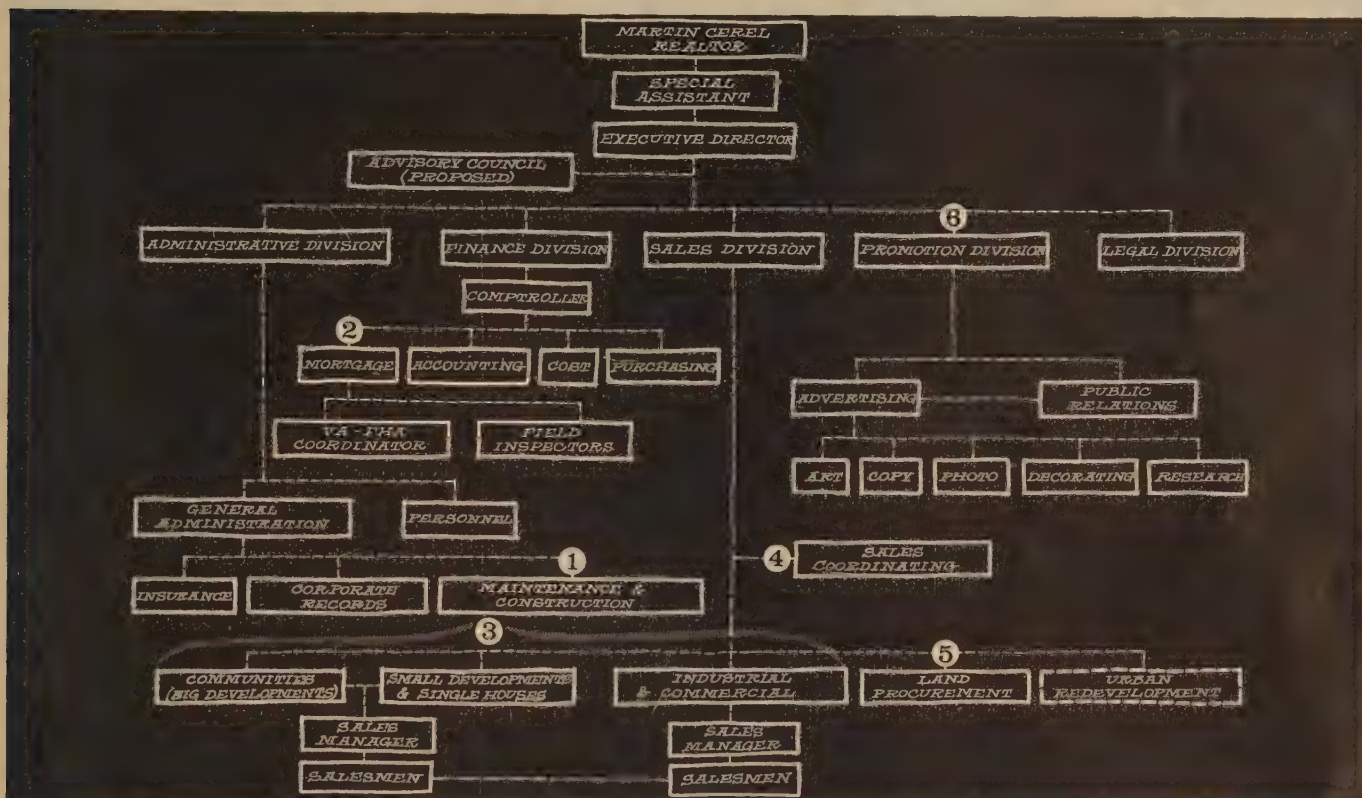 MARTIN CEREL
REALTOR
SPECIAL
ASSISTANT
EXECUTIVE DIRECTOR
ADVISORY COUNCIL
(PROPOSED)
6
ADMINISTRATIVE DIVISION
FINANCE DIVISION
SALES DIVISION
PROMOTION DIVISION
LEGAL DIVISION
COMPTROLLER
2
MORTGAGE
ACCOUNTING
COST
PURCHASING
ADVERTISING
PUBLIC
RELATIONS
VA-FHA
COORDINATOR
FIELD
INSPECTORS
ART
COPY
PHOTO
DECORATING
RESEARCH
GENERAL
ADMINISTRATION
PERSONNEL
1
4
SALES
COORDINATING
INSURANCE
CORPORATE
RECORDS
MAINTENANCE &
CONSTRUCTION
3
5
COMMUNITIES
(BIG DEVELOPMENTS)
SMALL DEVELOPMENTS
& SINGLE HOUSES
INDUSTRIAL
& COMMERCIAL
LAND
PROCUREMENT
URBAN
REDEVELOPMENT
SALES
MANAGER
SALES
MANAGER
SALESMEN
SALESMEN